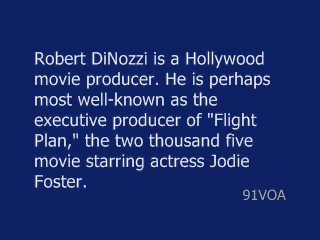 Robert DiNozzi is a Hollywood
movie producer. He is perhaps
most well-known as the
executive producer of "Flight
Plan," the two thousand five
movie starring actress Jodie
Foster.
91VOA